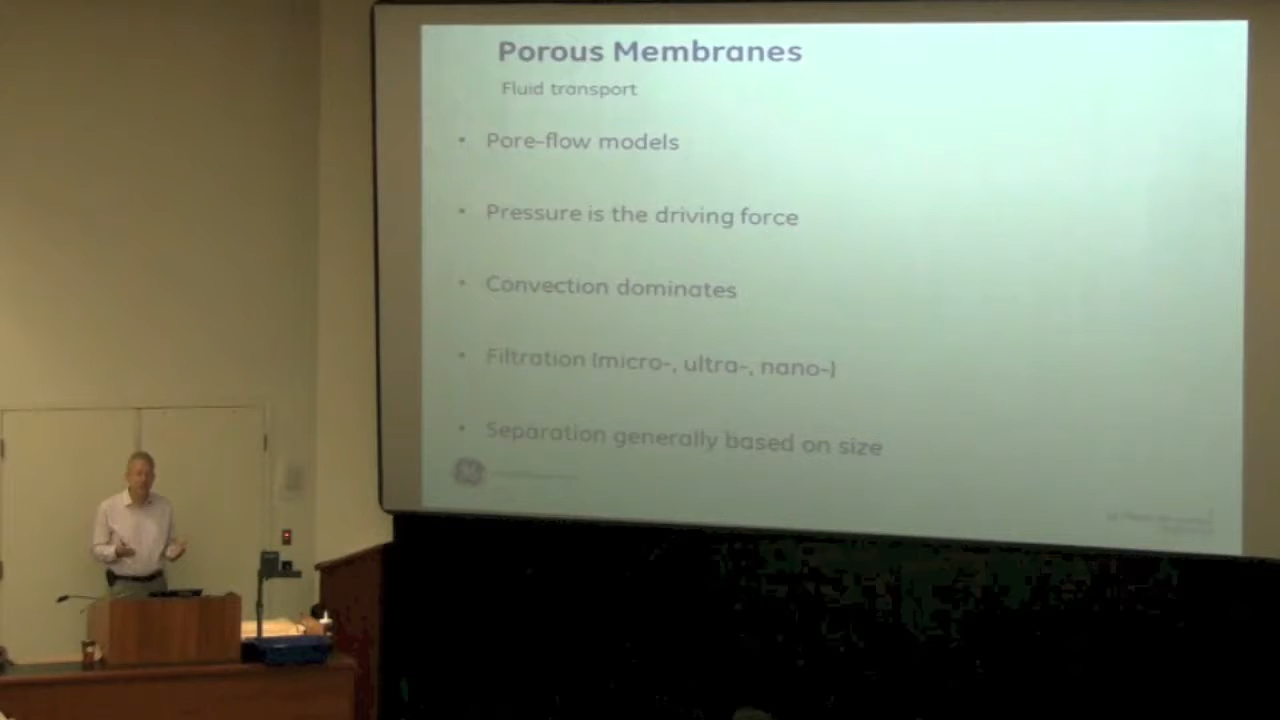 Porous Membranes
Fluid transport
• Pore-flow models
• Pressure is the driving force
• Convection dominates
• Filtration (micro-, ultra-, nano-)
• Separation generally based on size